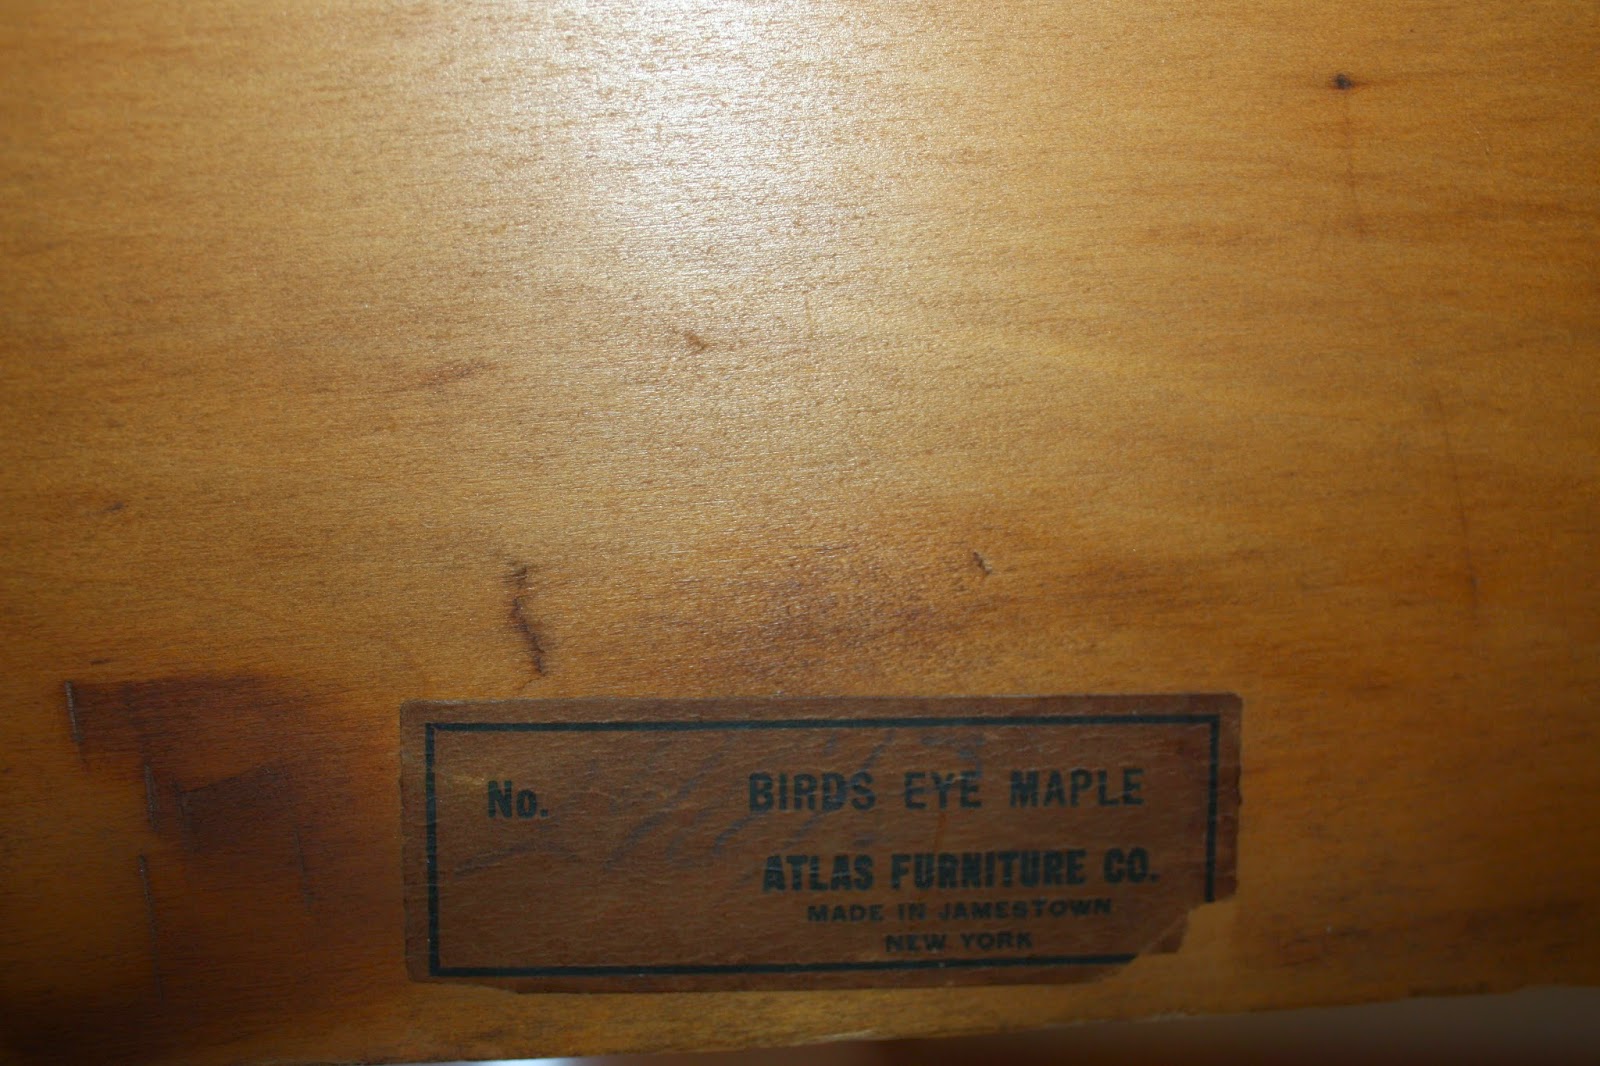 No. BIRDS EYE MAPLE
ATLAS FURNITURE CO.
MADE IN JAMESTOWN
NEW YORK